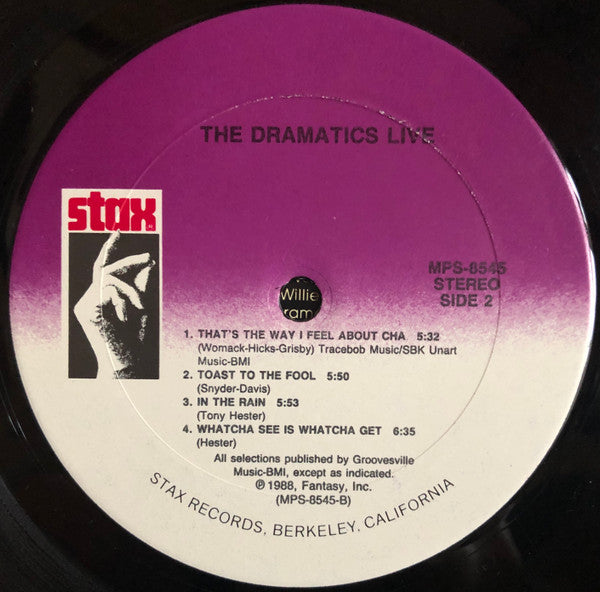 THE DRAMATICS LIVE
stax
MPS-8545
STEREO
SIDE 2
Willie
ram
1. THAT'S THE WAY I FEEL ABOUT CHA 5:32
(Womack-Hicks-Grisby) Tracebob Music/SBK Unart
Music-BMI
2. TOAST TO THE FOOL 5:50
(Snyder-Davis)
3. IN THE RAIN 5:53
(Tony Hester)
4. WHATCHA SEE IS WHATCHA GET 6:35
(Hester)
All selections published by Groovesville
Music-BMI, except as indicated.
℗ 1988, Fantasy, Inc.
(MPS-8545-B)
STAX RECORDS, BERKELEY, CALIFORNIA